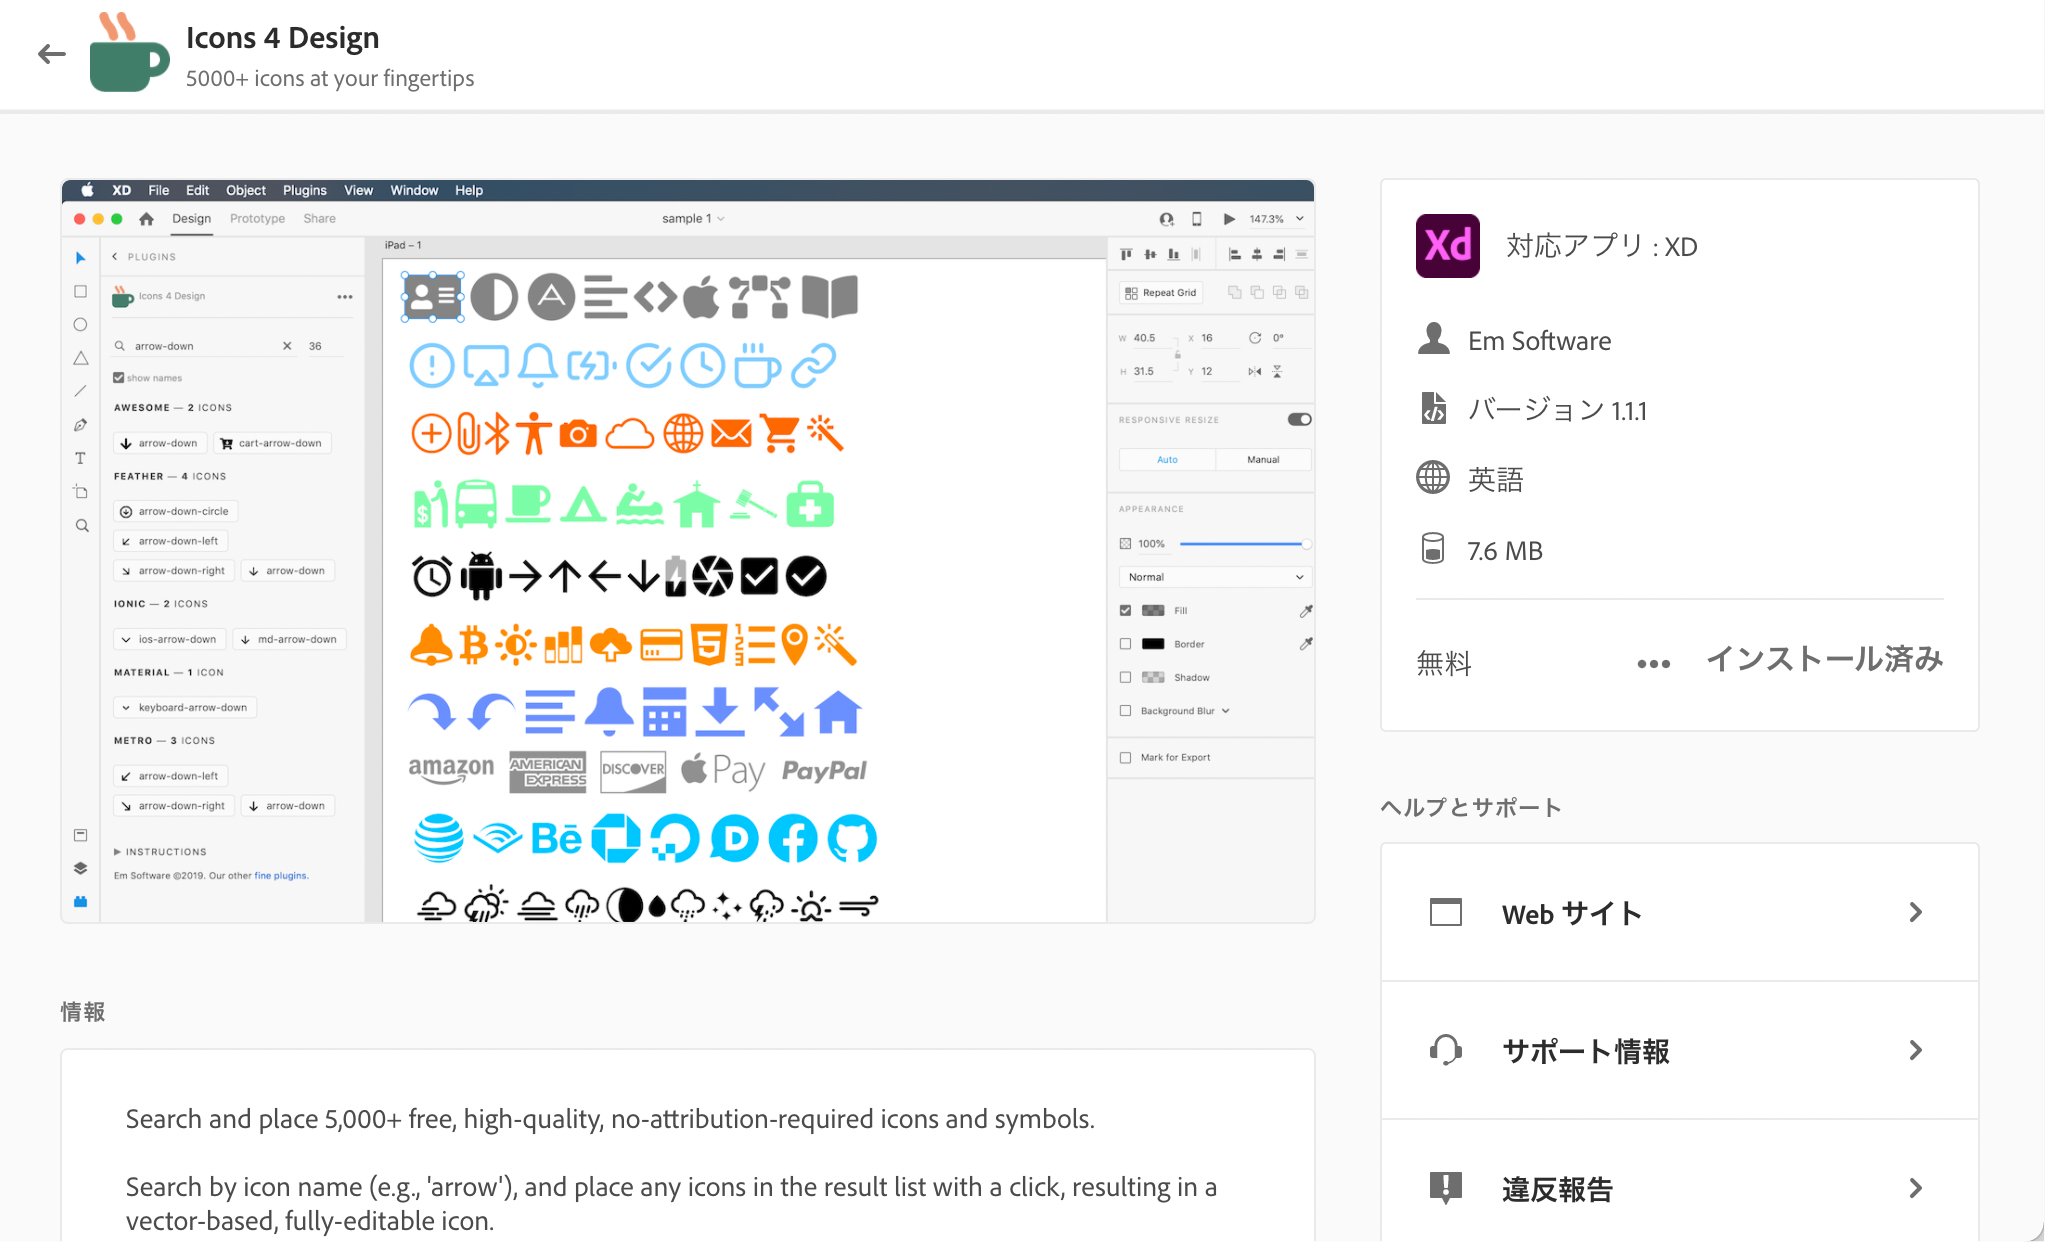 Icons 4 Design
5000+ icons at your fingertips
XD File Edit Object Plugins View Window Help
Design Prototype Share
sample 1
147.3%
PLUGINS
Icons 4 Design
arrow-down
36
show names
AWESOME — 2 ICONS
arrow-down
cart-arrow-down
FEATHER — 4 ICONS
arrow-down-circle
arrow-down-left
arrow-down-right
arrow-down
IONIC — 2 ICONS
ios-arrow-down
md-arrow-down
MATERIAL — 1 ICON
keyboard-arrow-down
METRO — 3 ICONS
arrow-down-left
arrow-down-right
arrow-down
INSTRUCTIONS
Em Software ©2019. Our other fine plugins.
iPad – 1
amazon
AMERICAN EXPRESS
DISCOVER
Pay
PayPal
Bē
Repeat Grid
W 40.5 X 16 0°
H 31.5 Y 12
RESPONSIVE RESIZE
Auto Manual
APPEARANCE
100%
Normal
Fill
Border
Shadow
Background Blur
Mark for Export
Xd
対応アプリ : XD
Em Software
バージョン 1.1.1
英語
7.6 MB
無料
インストール済み
ヘルプとサポート
Web サイト
サポート情報
違反報告
情報
Search and place 5,000+ free, high-quality, no-attribution-required icons and symbols.
Search by icon name (e.g., 'arrow'), and place any icons in the result list with a click, resulting in a
vector-based, fully-editable icon.